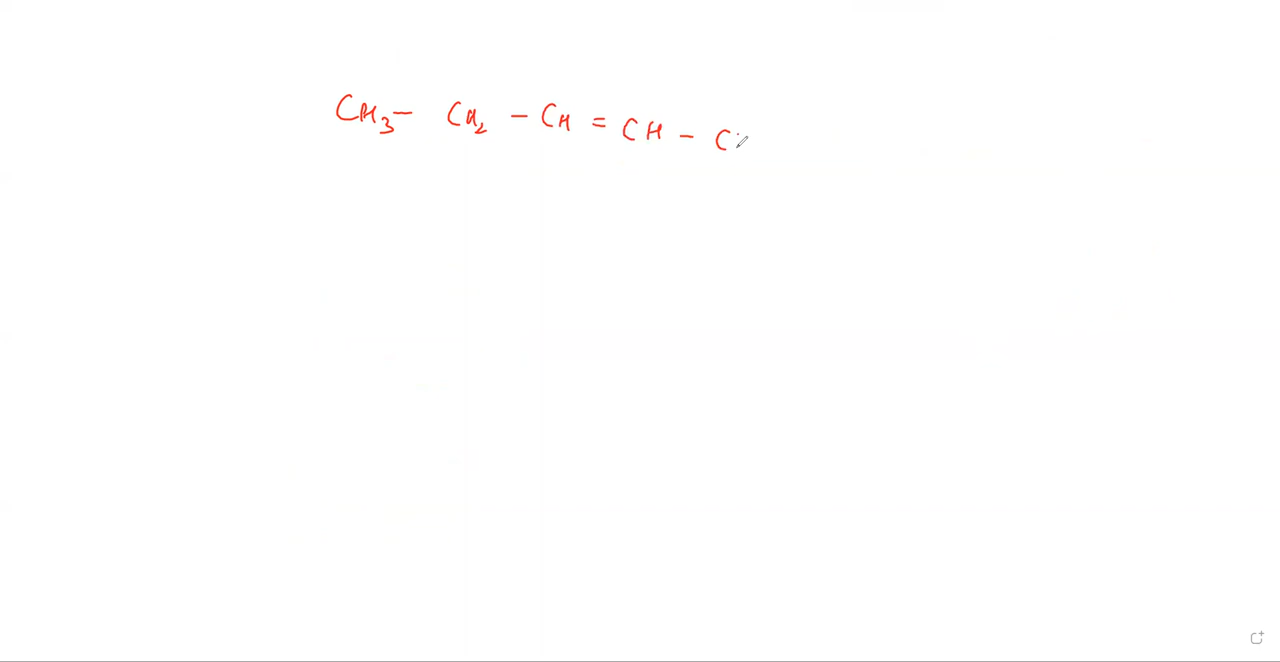 CH₃ - CH₂ - CH = CH - C